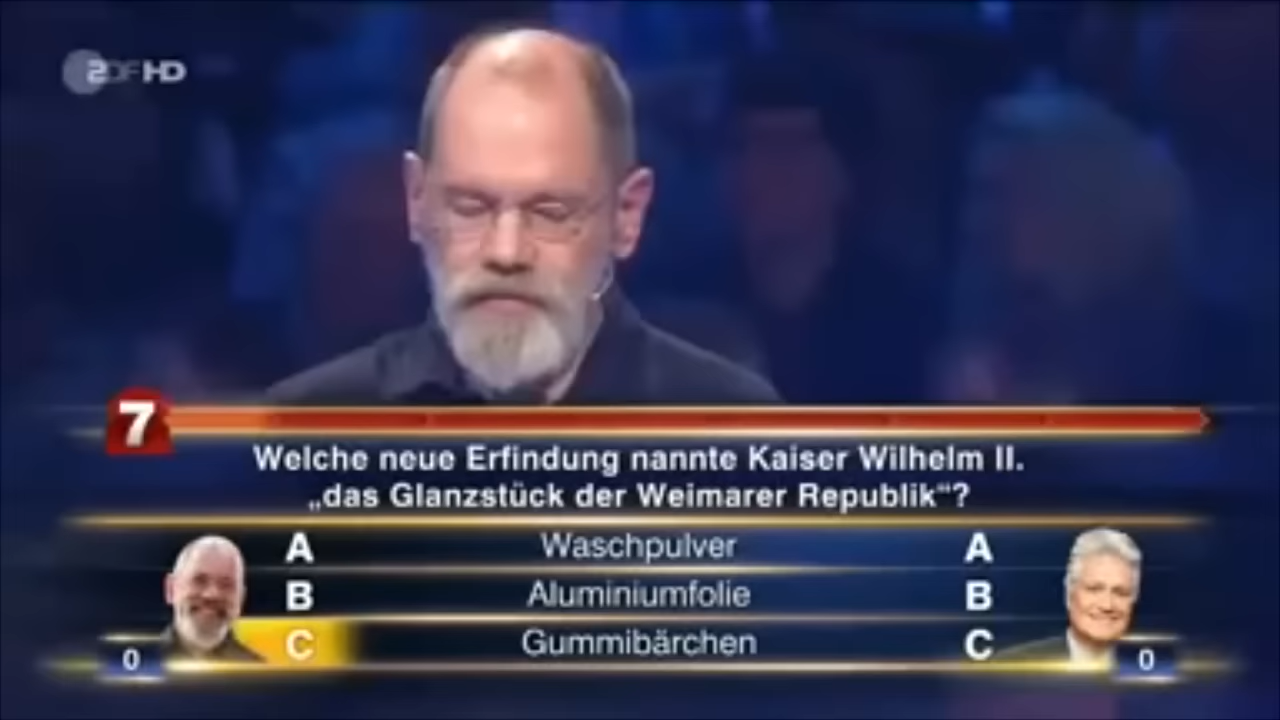 ZDF HD
7
Welche neue Erfindung nannte Kaiser Wilhelm II.
„das Glanzstück der Weimarer Republik“?
A Waschpulver A
B Aluminiumfolie B
C Gummibärchen C
0 0